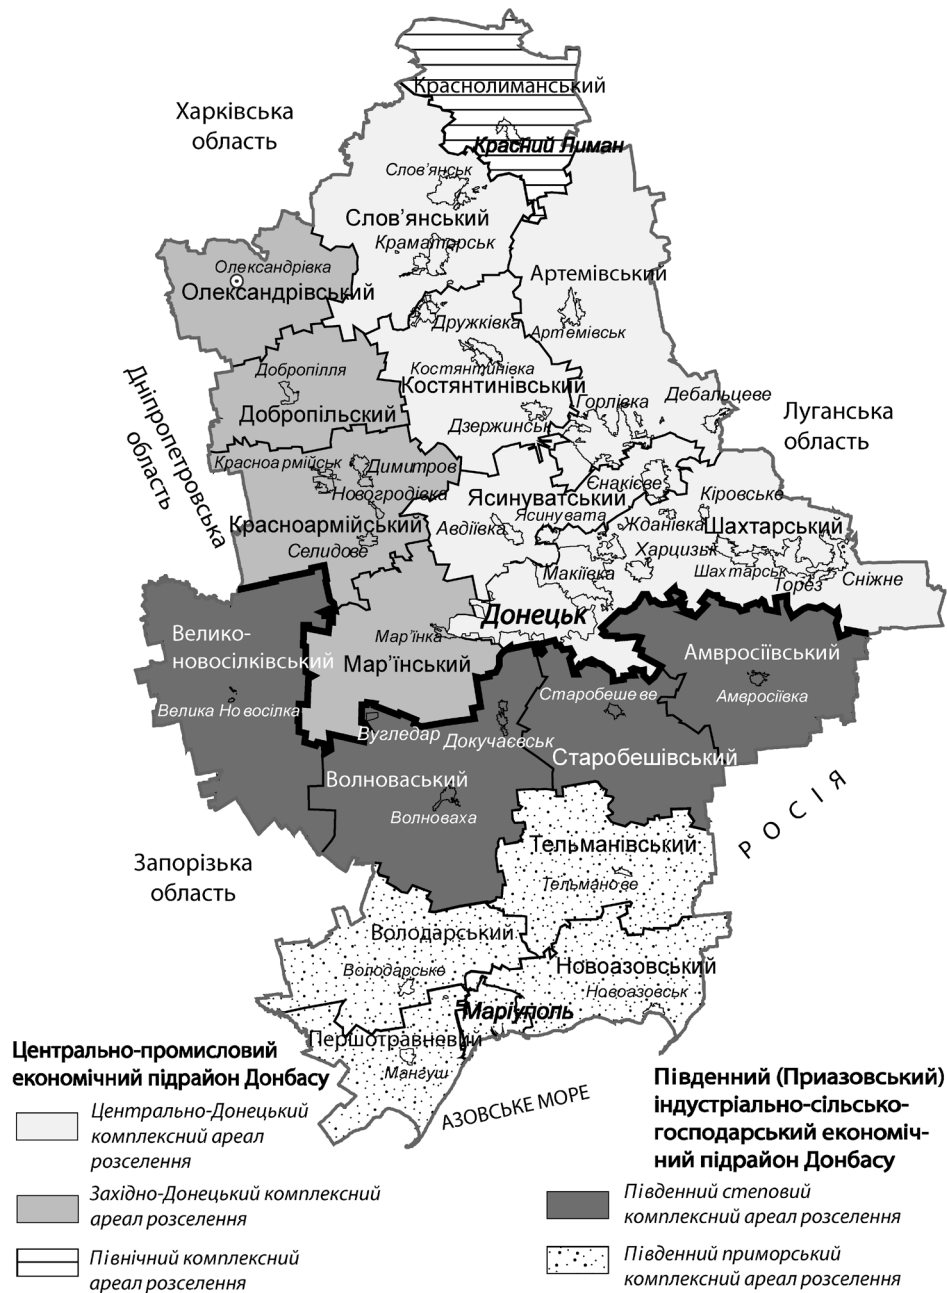 Краснолиманський
Харківська
область
Красний Лиман
Слов’янськ
Слов’янський
Краматорськ
Олександрівка
Олександрівський
Артемівський
Артемівськ
Дружківка
Добропілля
Добропільський
Костянтинівка
Костянтинівський
Дзержинськ
Горлівка
Дебальцеве
Луганська
область
Дніпропетровська
область
Красноармійськ
Димитров
Новогродівка
Красноармійський
Селидове
Ясинуватський
Ясинувата
Авдіївка
Єнакієве
Жданівка
Кіровське
Шахтарський
Харцизьк
Макіївка
Шахтарськ
Торез
Сніжне
Донецьк
Велико-
новосілківський
Велика Новосілка
Мар’їнка
Мар’їнський
Амвросіївський
Амвросіївка
Старобешеве
Старобешівський
Вугледар
Докучаєвськ
Волноваський
Волноваха
РОСІЯ
Запорізька
область
Тельманівський
Тельманове
Володарський
Володарське
Новоазовський
Новоазовськ
Маріуполь
Першотравневий
Мангуш
АЗОВСЬКЕ МОРЕ
Центрально-промисловий
економічний підрайон Донбасу
Центрально-Донецький
комплексний ареал
розселення
Західно-Донецький комплексний
ареал розселення
Північний комплексний
ареал розселення
Південний (Приазовський)
індустріально-сільсько-
господарський економіч-
ний підрайон Донбасу
Південний степовий
комплексний ареал розселення
Південний приморський
комплексний ареал розселення